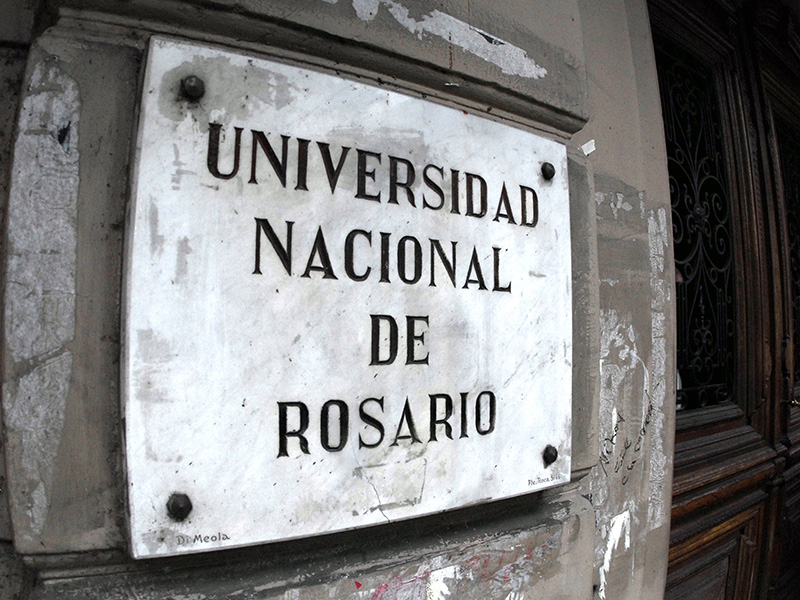 UNIVERSIDAD
NACIONAL
DE
ROSARIO
Di Meola